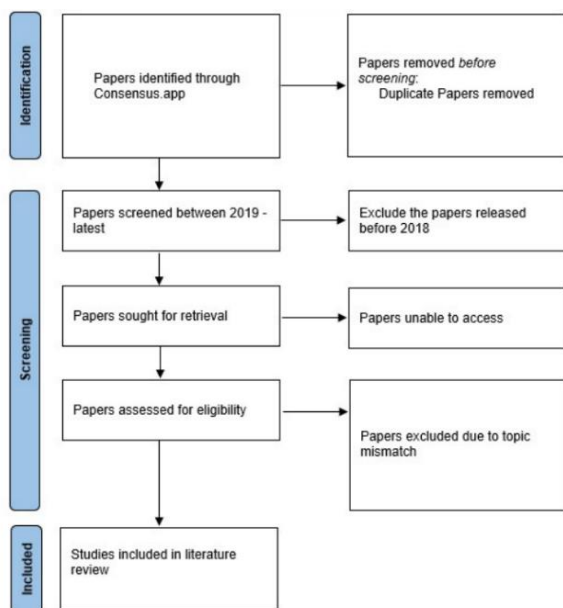 Identification
Papers identified through
Consensus.app
Papers removed before
screening:
Duplicate Papers removed
Screening
Papers screened between 2019 -
latest
Exclude the papers released
before 2018
Papers sought for retrieval
Papers unable to access
Papers assessed for eligibility
Papers excluded due to topic
mismatch
Included
Studies included in literature
review